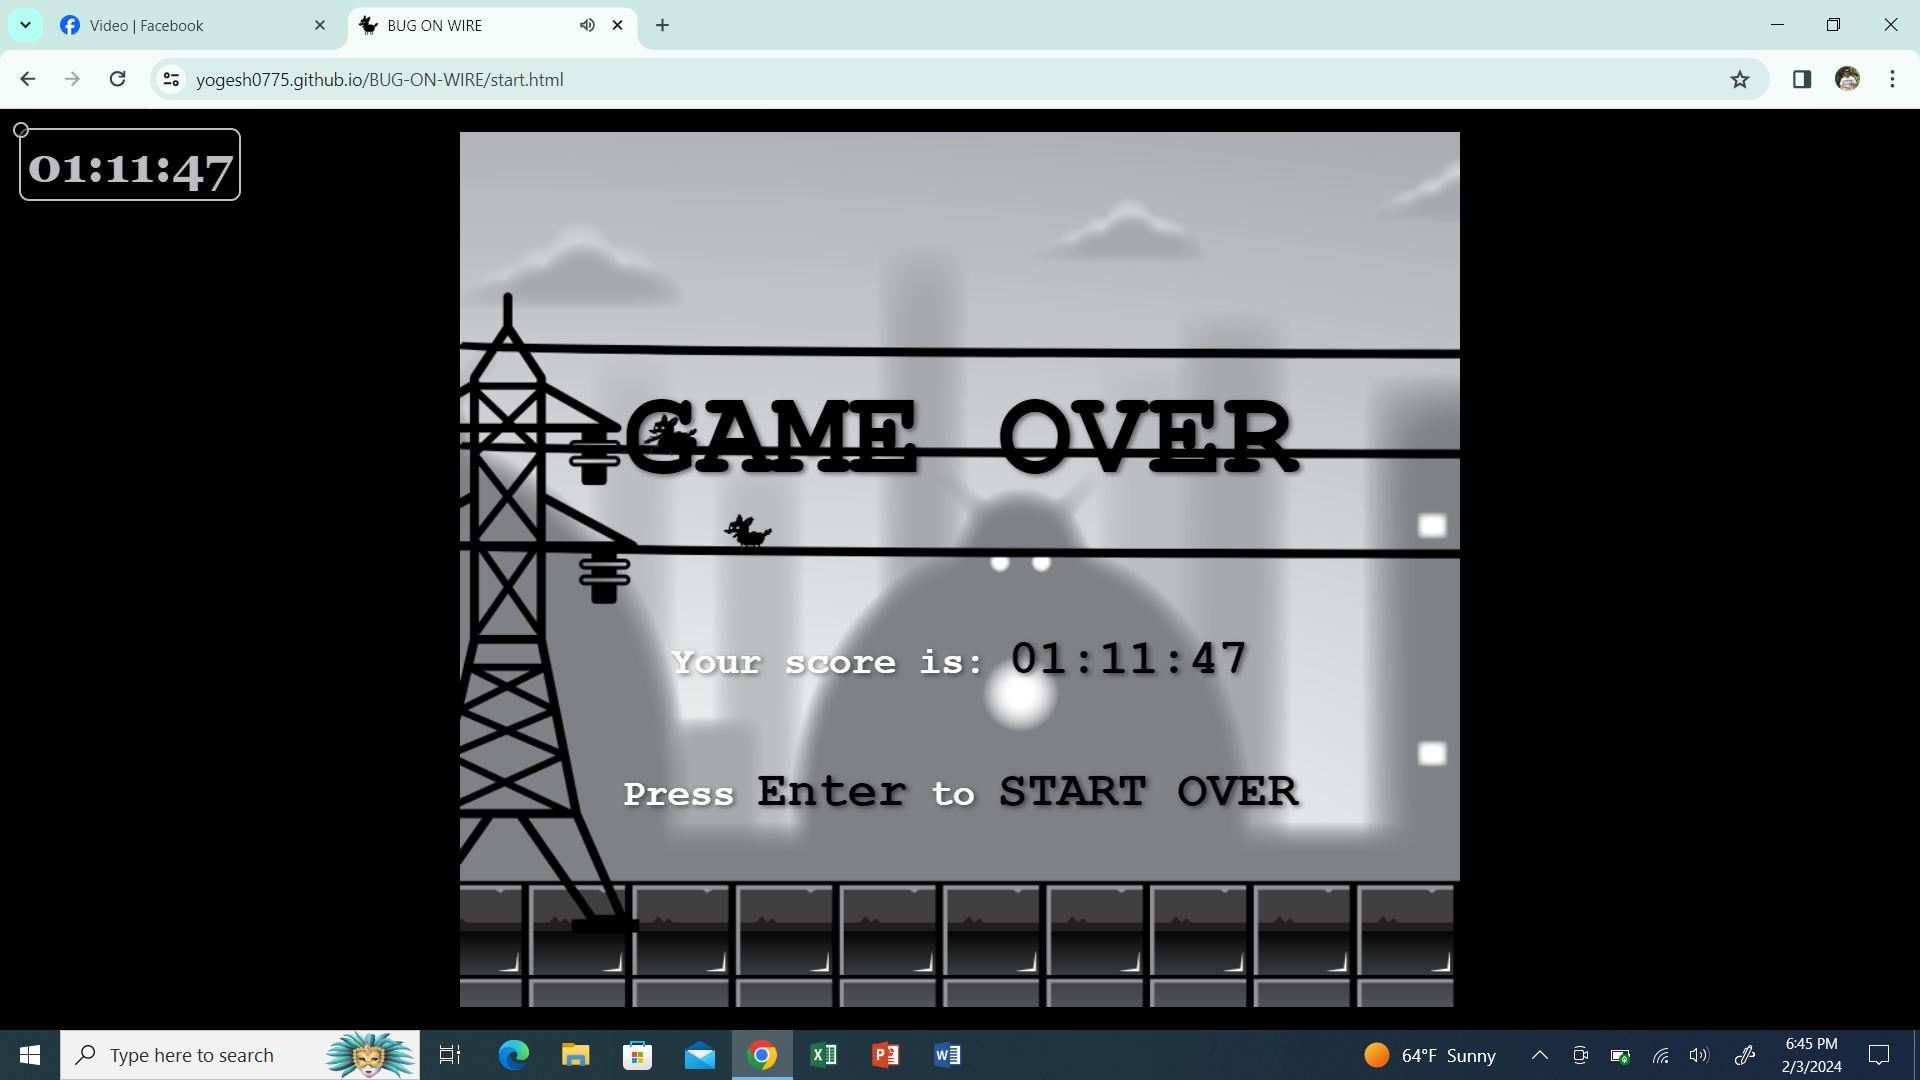 Video | Facebook
BUG ON WIRE
yogesh0775.github.io/BUG-ON-WIRE/start.html
01:11:47
GAME OVER
Your score is: 01:11:47
Press Enter to START OVER
Type here to search
64°F Sunny
6:45 PM
2/3/2024